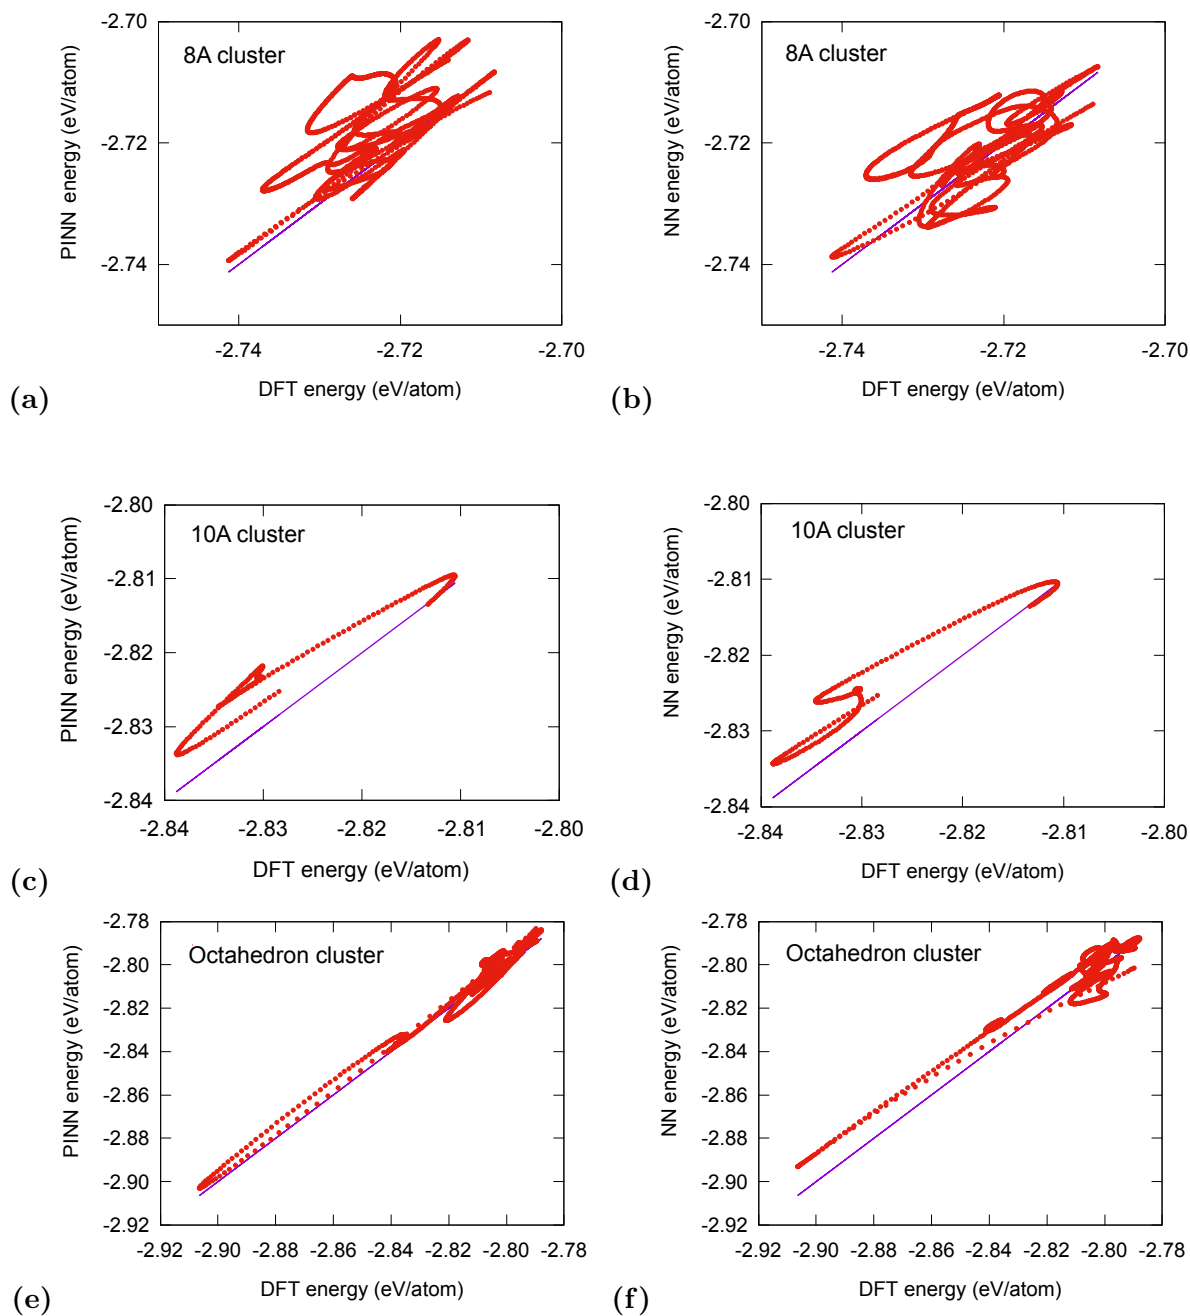 8A cluster
PINN energy (eV/atom)
-2.70
-2.72
-2.74
-2.74 -2.72 -2.70
DFT energy (eV/atom)
(a)
8A cluster
NN energy (eV/atom)
-2.70
-2.72
-2.74
-2.74 -2.72 -2.70
DFT energy (eV/atom)
(b)
10A cluster
PINN energy (eV/atom)
-2.80
-2.81
-2.82
-2.83
-2.84
-2.84 -2.83 -2.82 -2.81 -2.80
DFT energy (eV/atom)
(c)
10A cluster
NN energy (eV/atom)
-2.80
-2.81
-2.82
-2.83
-2.84
-2.84 -2.83 -2.82 -2.81 -2.80
DFT energy (eV/atom)
(d)
Octahedron cluster
PINN energy (eV/atom)
-2.78
-2.80
-2.82
-2.84
-2.86
-2.88
-2.90
-2.92
-2.92 -2.90 -2.88 -2.86 -2.84 -2.82 -2.80 -2.78
DFT energy (eV/atom)
(e)
Octahedron cluster
NN energy (eV/atom)
-2.78
-2.80
-2.82
-2.84
-2.86
-2.88
-2.90
-2.92
-2.92 -2.90 -2.88 -2.86 -2.84 -2.82 -2.80 -2.78
DFT energy (eV/atom)
(f)